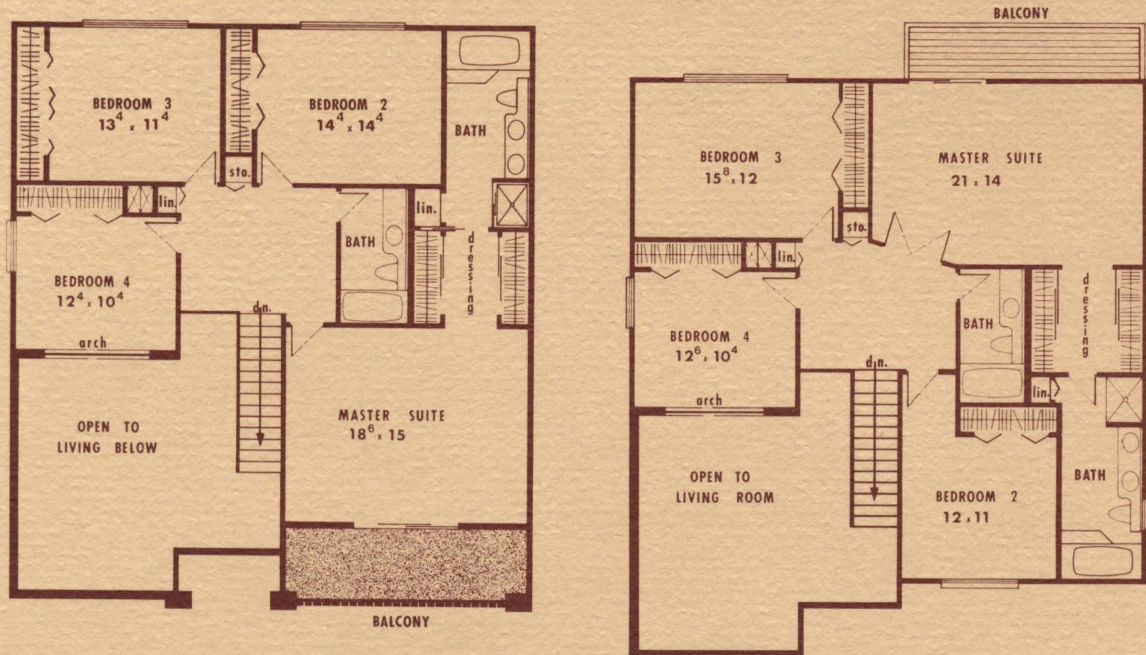 BEDROOM 3
13⁴ x 11⁴
BEDROOM 2
14⁴ x 14⁴
BATH
sto.
lin.
lin.
BATH
dressing
BEDROOM 4
12⁴ x 10⁴
arch
dn.
OPEN TO
LIVING BELOW
MASTER SUITE
18⁶ x 15
BALCONY
BALCONY
BEDROOM 3
15⁸ x 12
MASTER SUITE
21 x 14
sto.
lin.
BATH
dressing
BEDROOM 4
12⁶ x 10⁴
arch
dn.
lin.
OPEN TO
LIVING ROOM
BEDROOM 2
12 x 11
BATH